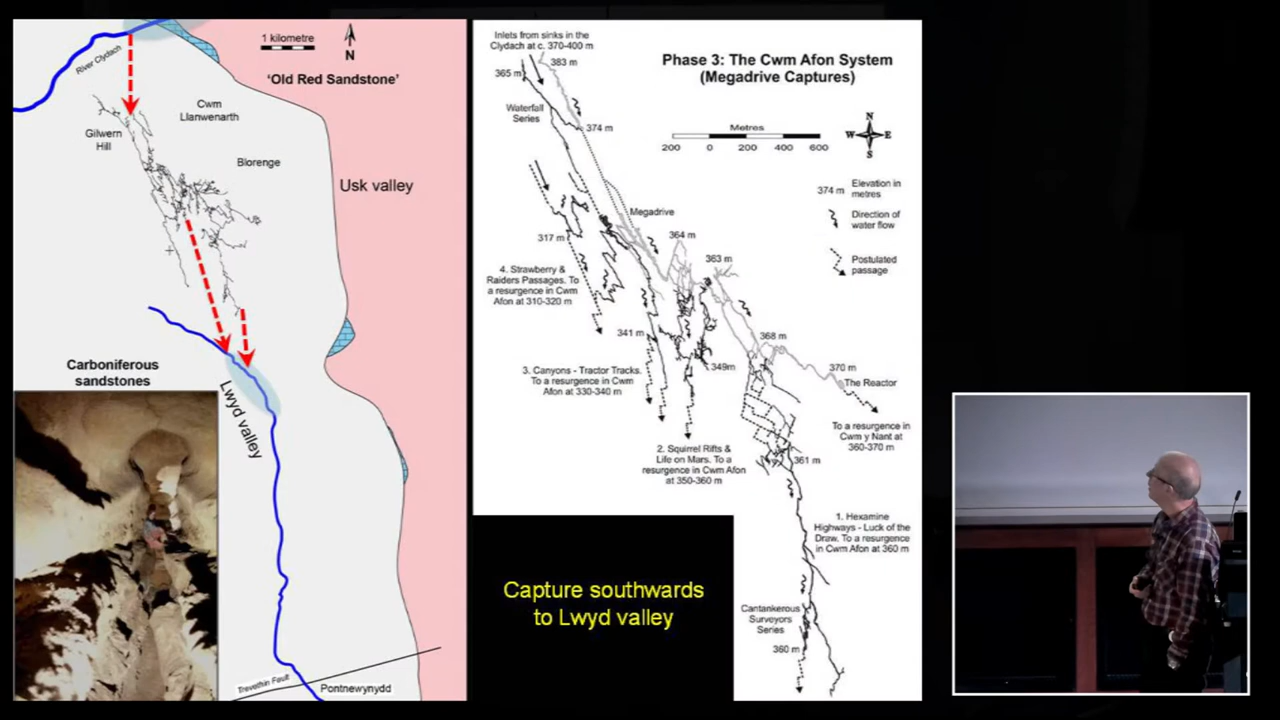 1 kilometre
N
'Old Red Sandstone'
River Clydach
Cwm
Llanwenarth
Gilwern
Hill
Blorenge
Usk valley
Carboniferous
sandstones
Lwyd valley
Trevethin Fault
Pontnewynydd
Phase 3: The Cwm Afon System
(Megadrive Captures)
Inlets from sinks in the
Clydach at c. 370-400 m
383 m
365 m
Waterfall
Series
374 m
Metres
200 0 200 400 600
N
W E
S
374 m
Elevation in
metres
Direction of
water flow
Postulated
passage
Megadrive
317 m
364 m
363 m
4. Strawberry &
Raiders Passages. To
a resurgence in Cwm
Afon at 310-320 m
341 m
368 m
349m
370 m
The Reactor
3. Canyons - Tractor Tracks.
To a resurgence in Cwm
Afon at 330-340 m
To a resurgence in
Cwm y Nant at
360-370 m
2. Squirrel Rifts &
Life on Mars. To a
resurgence in Cwm Afon
at 350-360 m
361 m
1. Hexamine
Highways - Luck of the
Draw. To a resurgence
in Cwm Afon at 360 m
Cantankerous
Surveyors
Series
360 m
Capture southwards
to Lwyd valley